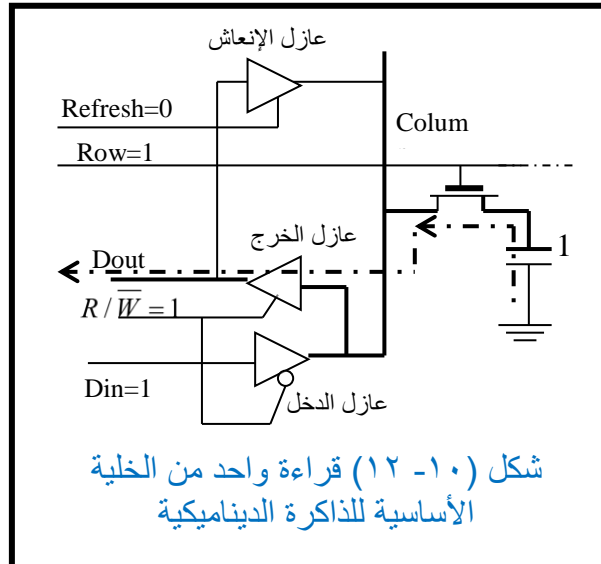 عازل الإنعاش
Refresh=0
Colum
Row=1
عازل الخرج
1
Dout
R / \overline{W} = 1
Din=1
عازل الدخل
شكل (١٠- ١٢) قراءة واحد من الخلية
الأساسية للذاكرة الديناميكية